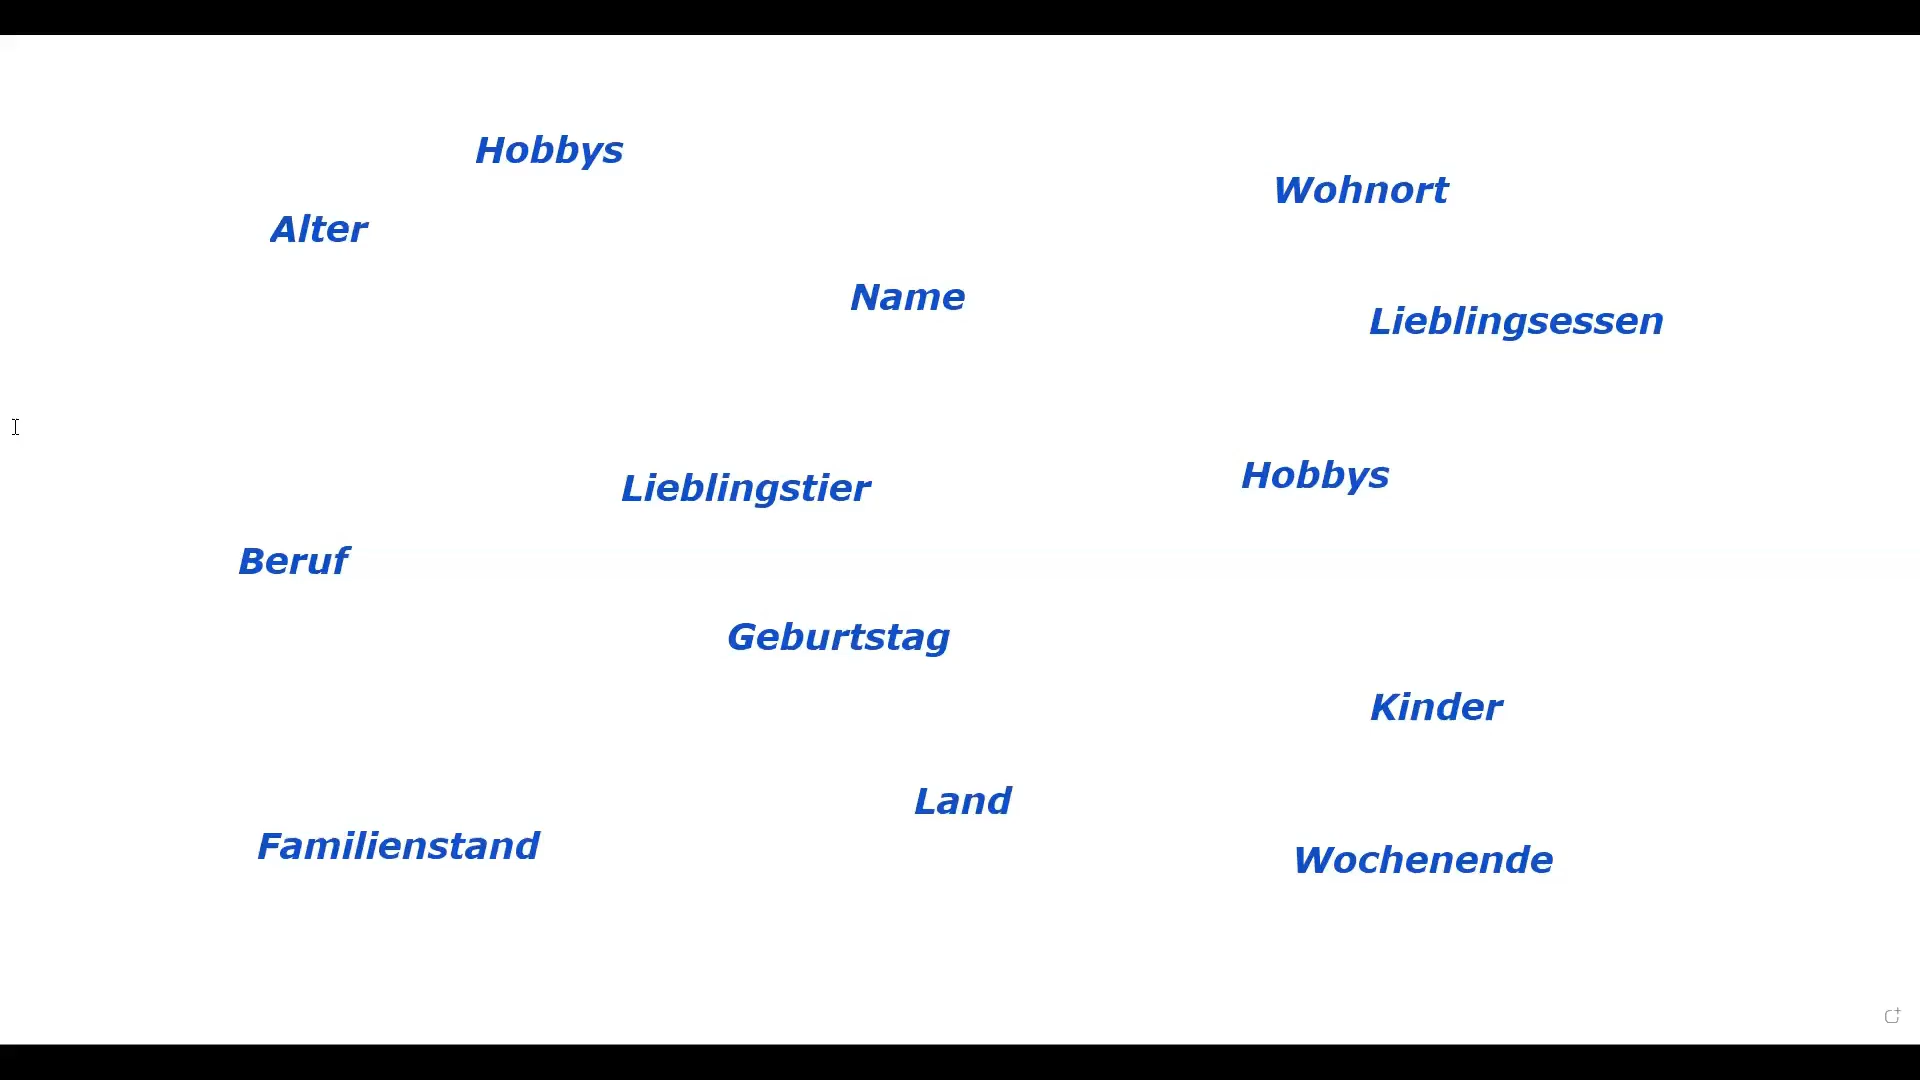 Hobbys
Wohnort
Alter
Name
Lieblingsessen
Hobbys
Lieblingstier
Beruf
Geburtstag
Kinder
Land
Familienstand
Wochenende